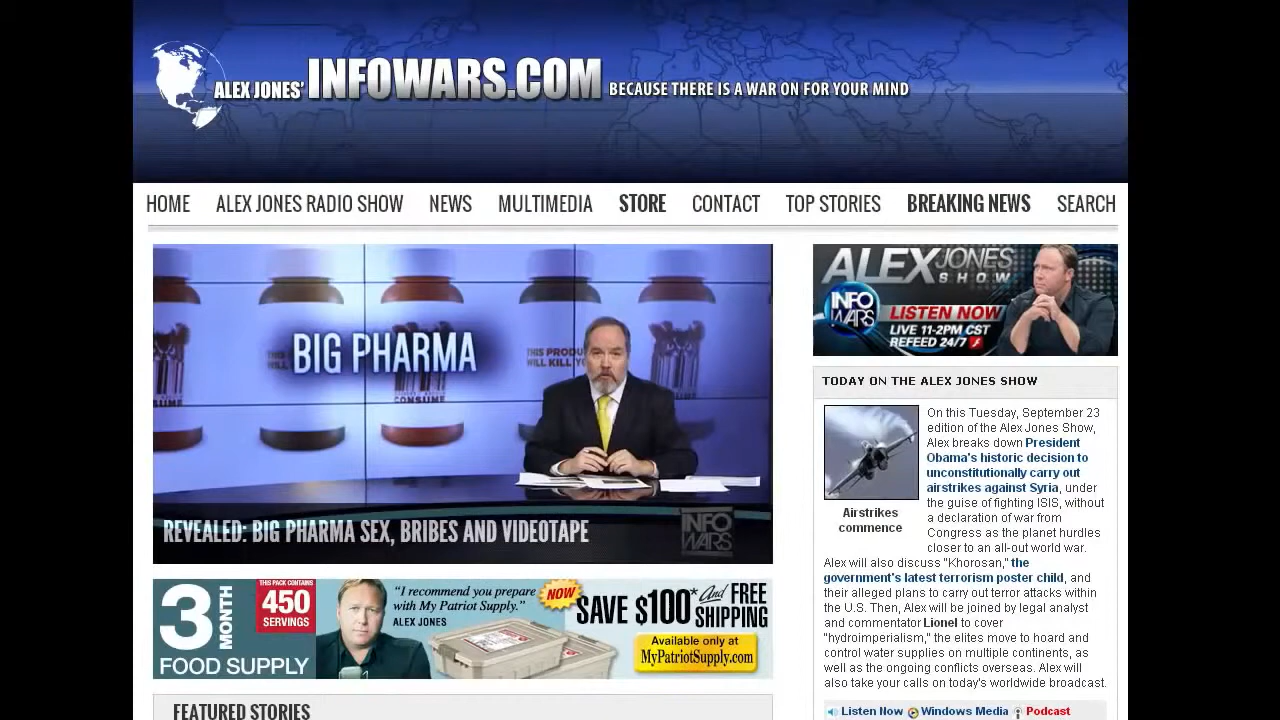 ALEX JONES' INFOWARS.COM BECAUSE THERE IS A WAR ON FOR YOUR MIND
HOME ALEX JONES RADIO SHOW NEWS MULTIMEDIA STORE CONTACT TOP STORIES BREAKING NEWS SEARCH
BIG PHARMA
THIS PRODU
WILL KILL YO
CONSUME
REVEALED: BIG PHARMA SEX, BRIBES AND VIDEOTAPE
INFO
WARS
3 MONTH
FOOD SUPPLY
THIS PACK CONTAINS
450
SERVINGS
"I recommend you prepare
with My Patriot Supply."
ALEX JONES
NOW
SAVE $100* And FREE
SHIPPING
Available only at
MyPatriotSupply.com
FEATURED STORIES
ALEX JONES
SHOW
INFO
WARS
LISTEN NOW
LIVE 11-2PM CST
REFEED 24/7
TODAY ON THE ALEX JONES SHOW
On this Tuesday, September 23
edition of the Alex Jones Show,
Alex breaks down President
Obama's historic decision to
unconstitutionally carry out
airstrikes against Syria, under
the guise of fighting ISIS, without
a declaration of war from
Congress as the planet hurdles
closer to an all-out world war.
Airstrikes
commence
Alex will also discuss "Khorosan," the
government's latest terrorism poster child, and
their alleged plans to carry out terror attacks within
the U.S. Then, Alex will be joined by legal analyst
and commentator Lionel to cover
"hydroimperialism," the elites move to hoard and
control water supplies on multiple continents, as
well as the ongoing conflicts overseas. Alex will
also take your calls on today's worldwide broadcast.
Listen Now Windows Media Podcast